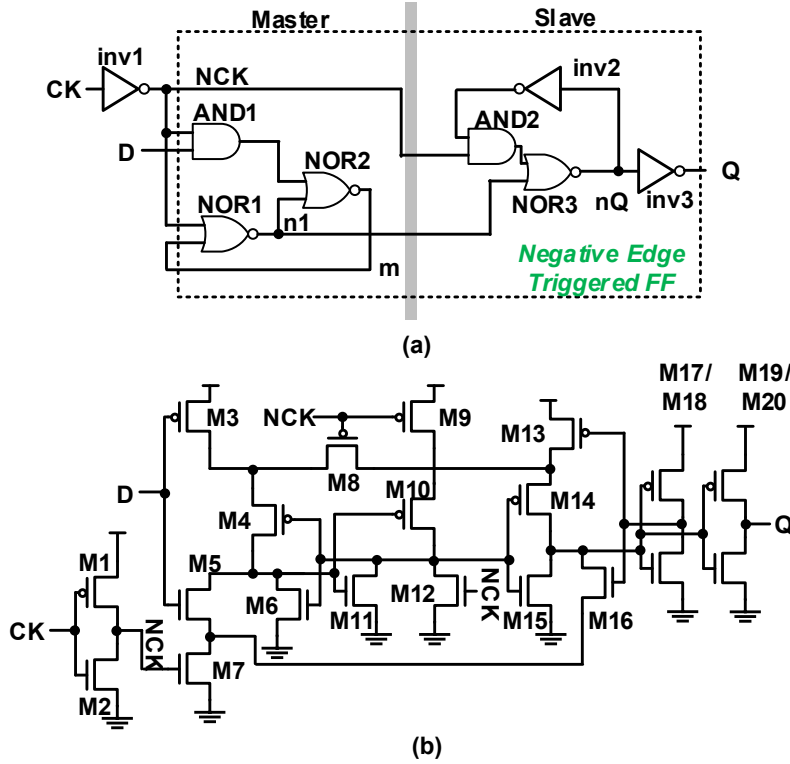 Master
Slave
inv1
CK
NCK
inv2
AND1
AND2
D
NOR2
Q
NOR1
n1
NOR3
nQ
inv3
m
Negative Edge
Triggered FF
(a)
M17/
M18
M19/
M20
NCK
M3
M9
M13
D
M8
M10
M14
M4
Q
M1
M5
M6
M11
M12
NCK
M15
M16
CK
NCK
M7
M2
(b)